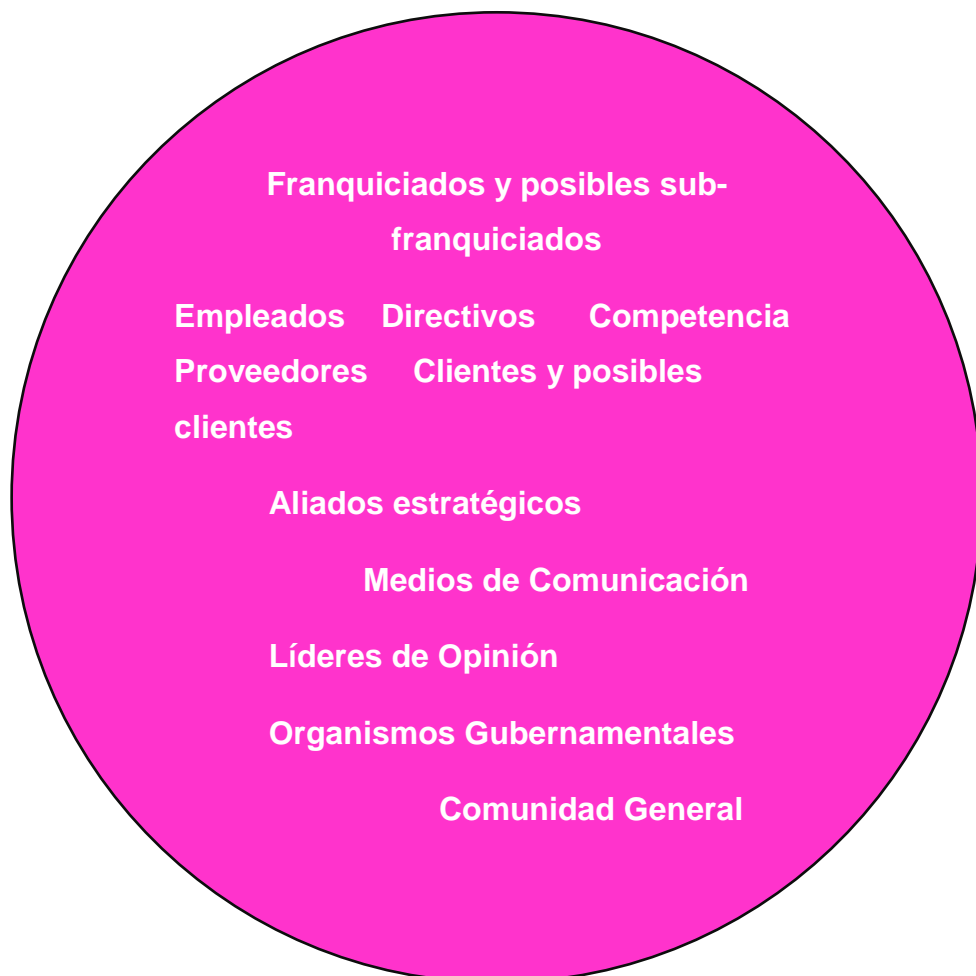 Franquiciados y posibles sub-
franquiciados
Empleados Directivos Competencia
Proveedores Clientes y posibles
clientes
Aliados estratégicos
Medios de Comunicación
Líderes de Opinión
Organismos Gubernamentales
Comunidad General